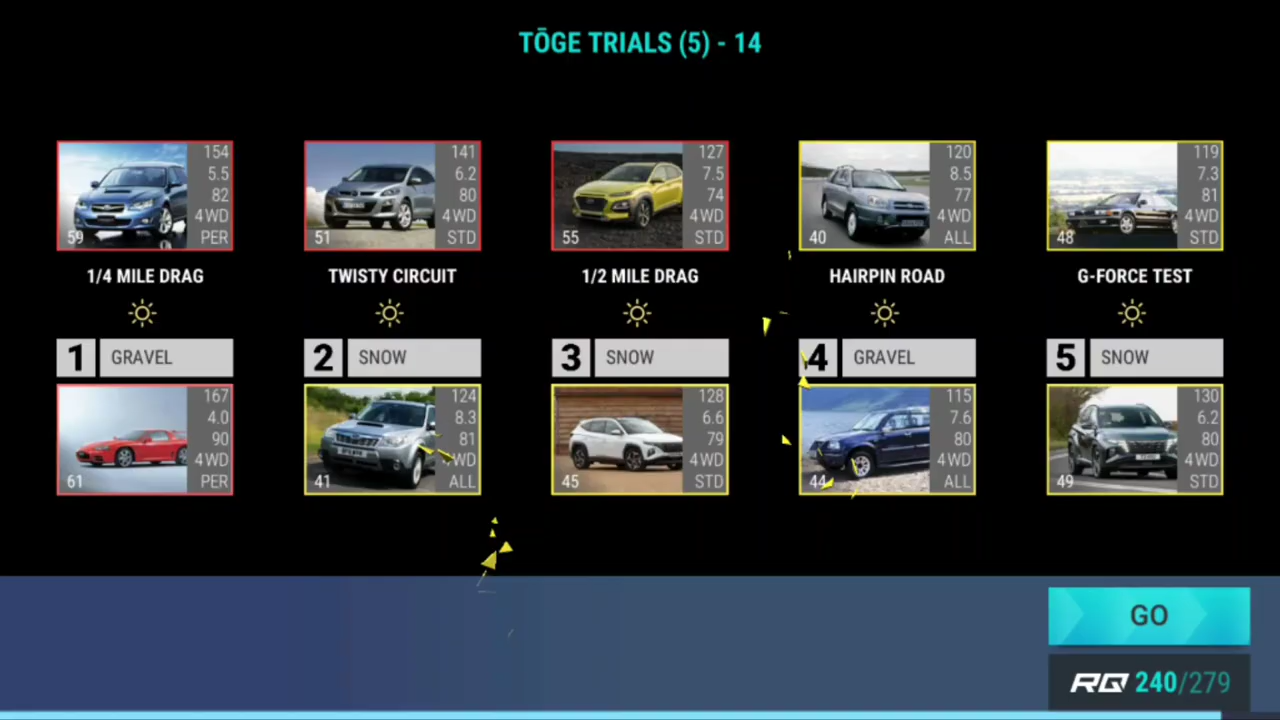 TŌGE TRIALS (5) - 14
154
5.5
82
4WD
PER
59
141
6.2
80
4WD
STD
51
127
7.5
74
4WD
STD
55
120
8.5
77
4WD
ALL
40
119
7.3
81
4WD
STD
48
1/4 MILE DRAG
TWISTY CIRCUIT
1/2 MILE DRAG
HAIRPIN ROAD
G-FORCE TEST
1 GRAVEL
2 SNOW
3 SNOW
4 GRAVEL
5 SNOW
167
4.0
90
4WD
PER
61
124
8.3
81
4WD
ALL
41
128
6.6
79
4WD
STD
45
115
7.6
80
4WD
ALL
44
130
6.2
80
4WD
STD
49
GO
RQ 240/279